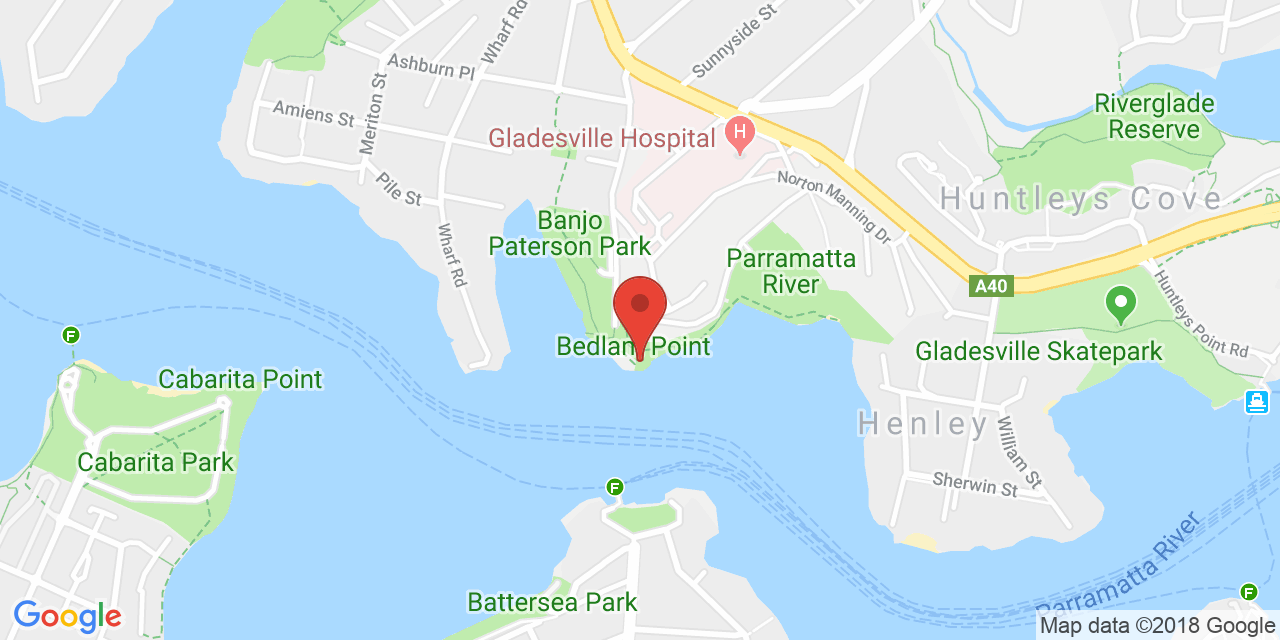 Wharf Rd
Sunnyside St
Ashburn Pl
Meriton St
Amiens St
Riverglade
Reserve
Gladesville Hospital
H
Pile St
Norton Manning Dr
Huntleys Cove
Banjo
Paterson Park
Wharf Rd
Parramatta
River
A40
Huntleys Point Rd
F
Bedlam Point
Gladesville Skatepark
Cabarita Point
Henley
William St
Cabarita Park
Sherwin St
F
Parramatta River
Battersea Park
F
Google
Map data ©2018 Google